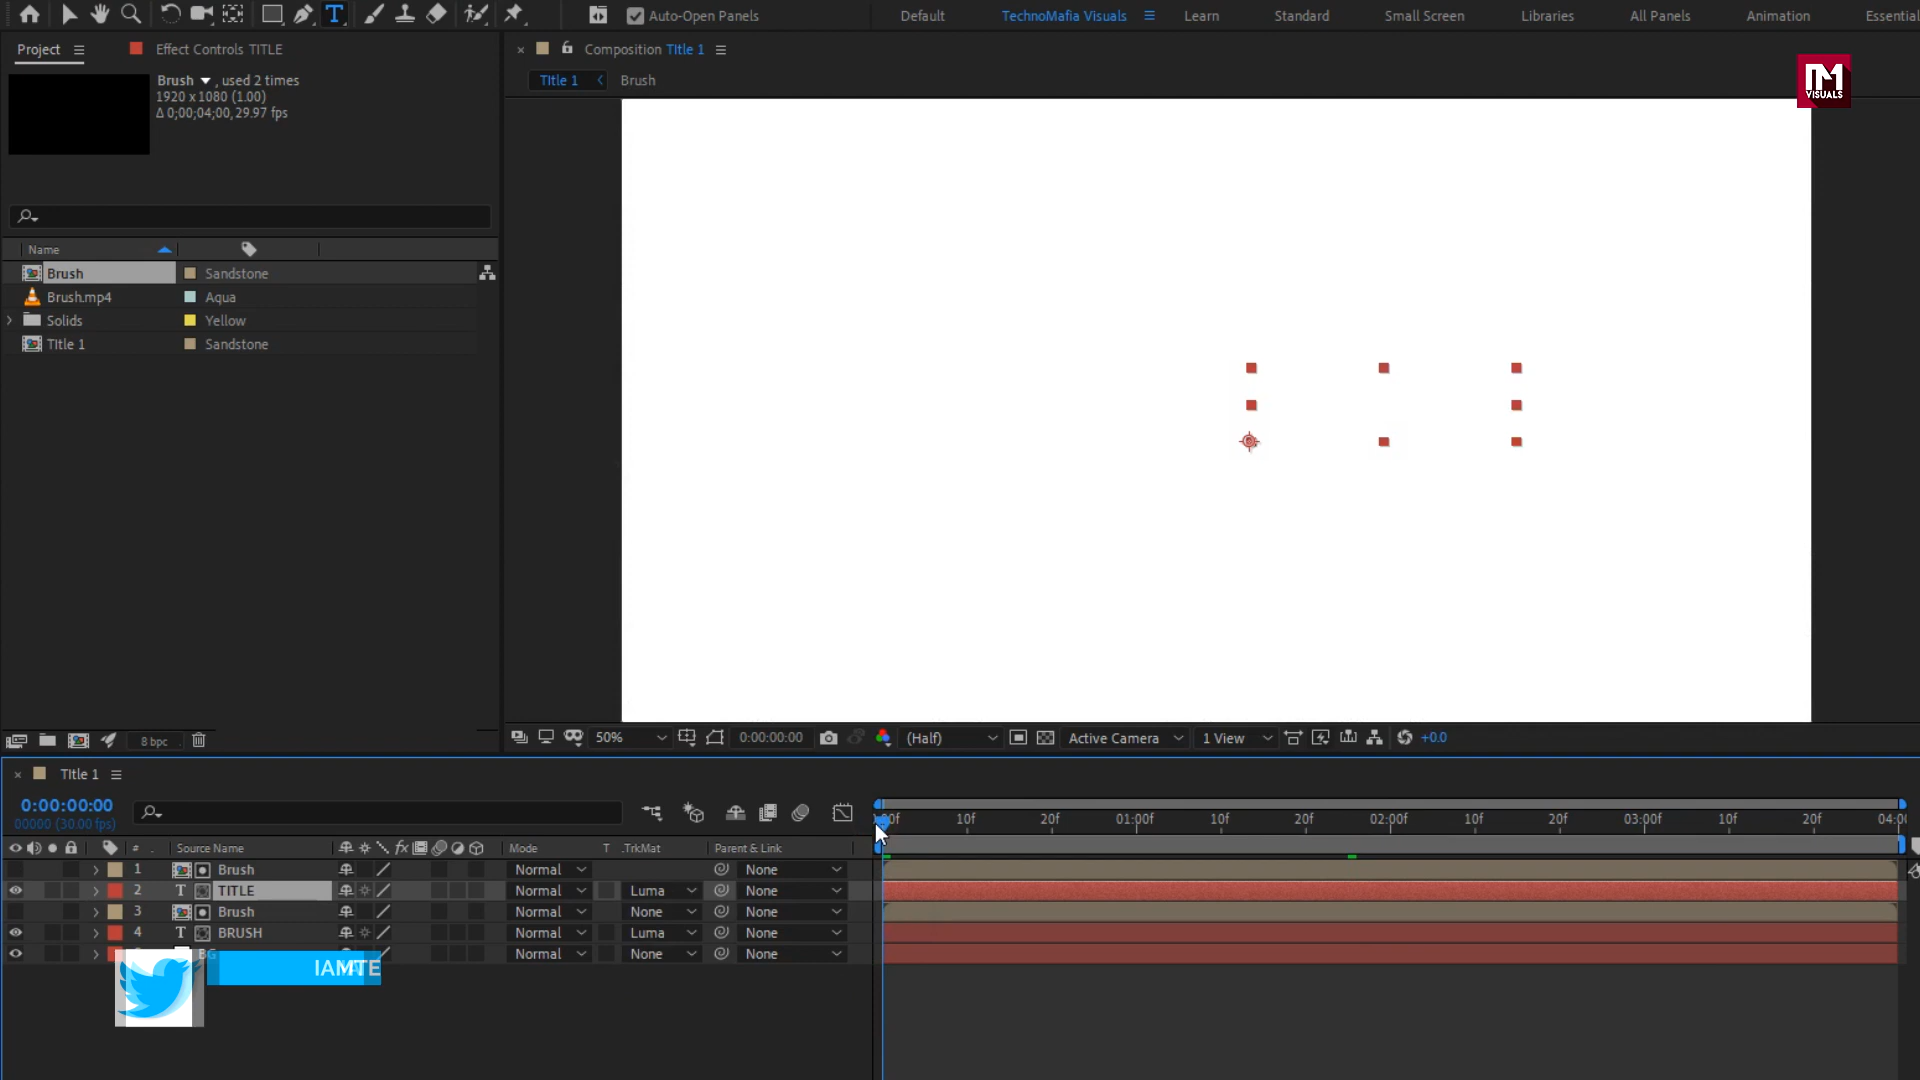 T
Auto-Open Panels
Default
TechnoMafia Visuals
Learn
Standard
Small Screen
Libraries
All Panels
Animation
Essential
Project
Effect Controls TITLE
Composition TItle 1
TM
VISUALS
TItle 1
Brush
Brush , used 2 times
1920 x 1080 (1.00)
Δ 0;00;04;00, 29.97 fps
Name
Brush Sandstone
Brush.mp4 Aqua
Solids Yellow
TItle 1 Sandstone
8 bpc
50%
0:00:00:00
(Half)
Active Camera
1 View
+0.0
TItle 1
0:00:00:00
00000 (30.00 fps)
10f 20f 01:00f 10f 20f 02:00f 10f 20f 03:00f 10f 20f
# Source Name fx Mode T .TrkMat Parent & Link
1 Brush Normal None
2 T TITLE Normal Luma None
3 Brush Normal None None
4 T BRUSH Normal Luma None
BG Normal None None